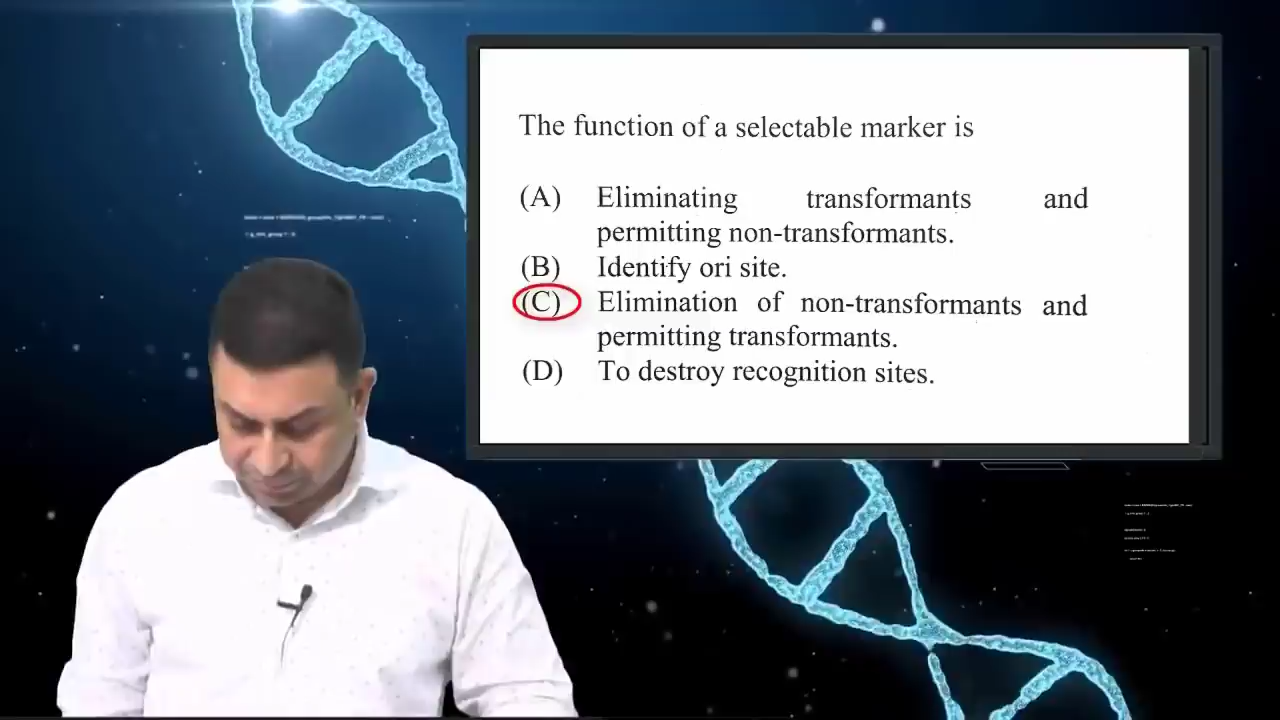 The function of a selectable marker is
(A) Eliminating transformants and
permitting non-transformants.
(B) Identify ori site.
(C) Elimination of non-transformants and
permitting transformants.
(D) To destroy recognition sites.